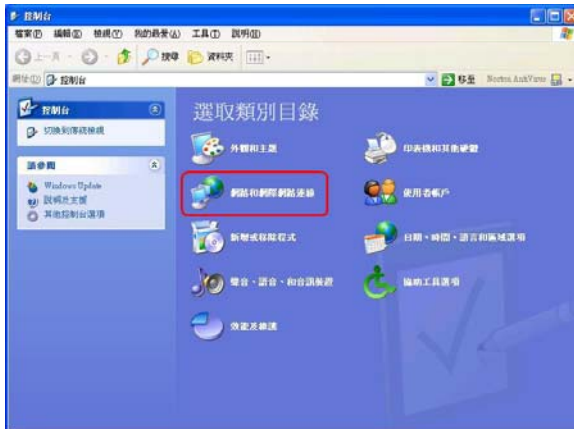 控制台
檔案(F) 編輯(E) 檢視(V) 我的最愛(A) 工具(T) 說明(H)
上一頁 搜尋 資料夾
網址(D) 控制台 移至 Norton AntiVirus
控制台
切換到傳統檢視
請參閱
Windows Update
說明及支援
其他控制台選項
選取類別目錄
外觀和主題
印表機和其他硬體
網路和網際網路連線
使用者帳戶
新增或移除程式
日期、時間、語言和區域選項
聲音、語音、和音訊裝置
協助工具選項
效能及維護